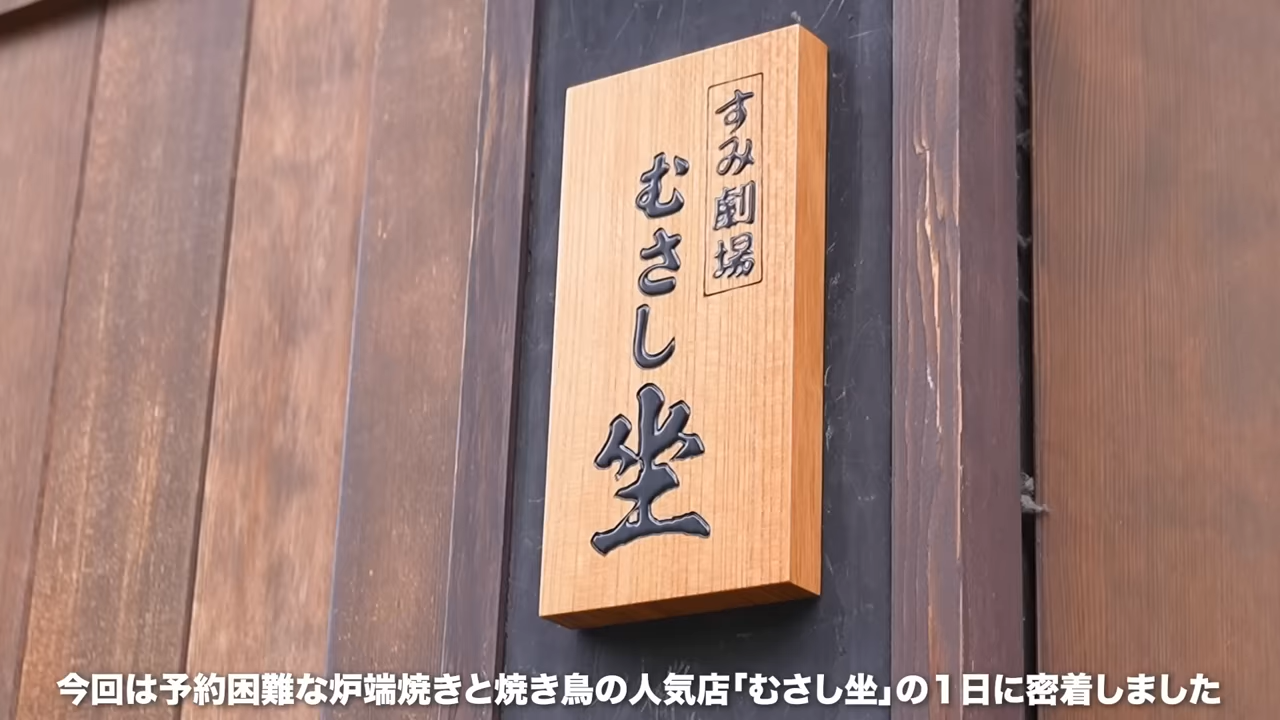 すみ劇場
むさし坐
今回は予約困難な炉端焼きと焼き鳥の人気店「むさし坐」の１日に密着しました